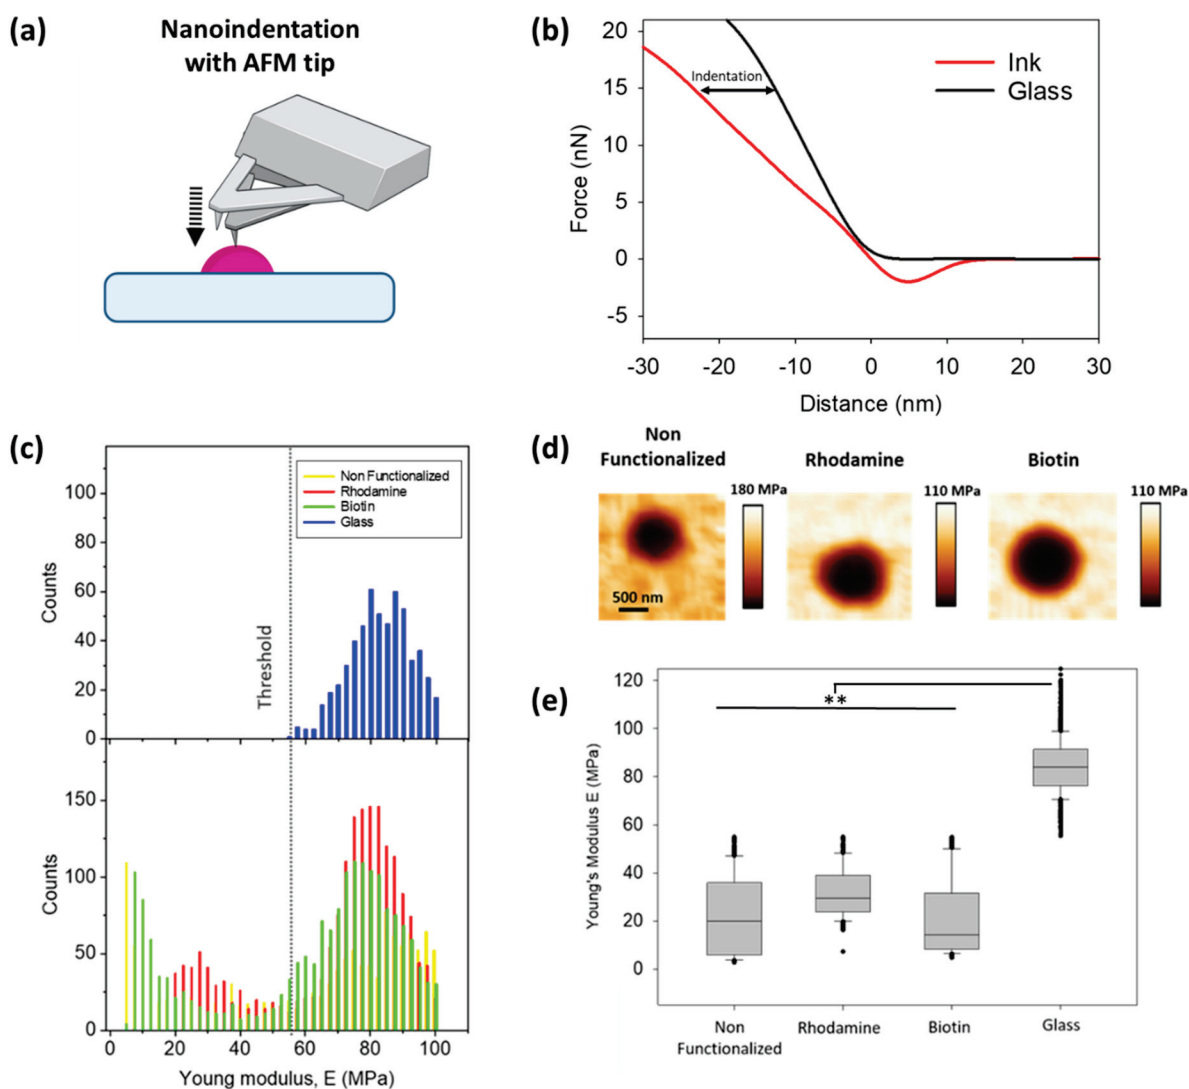 (a)
Nanoindentation
with AFM tip
(b)
20
15
10
5
0
-5
Force (nN)
Indentation
Ink
Glass
-30 -20 -10 0 10 20 30
Distance (nm)
(c)
100
80
60
40
20
0
Counts
Threshold
Non Functionalized
Rhodamine
Biotin
Glass
150
100
50
0
Counts
0 20 40 60 80 100
Young modulus, E (MPa)
(d)
Non
Functionalized
Rhodamine
Biotin
180 MPa
110 MPa
110 MPa
500 nm
(e)
120
100
80
60
40
20
0
Young's Modulus E (MPa)
**
Non
Functionalized
Rhodamine
Biotin
Glass